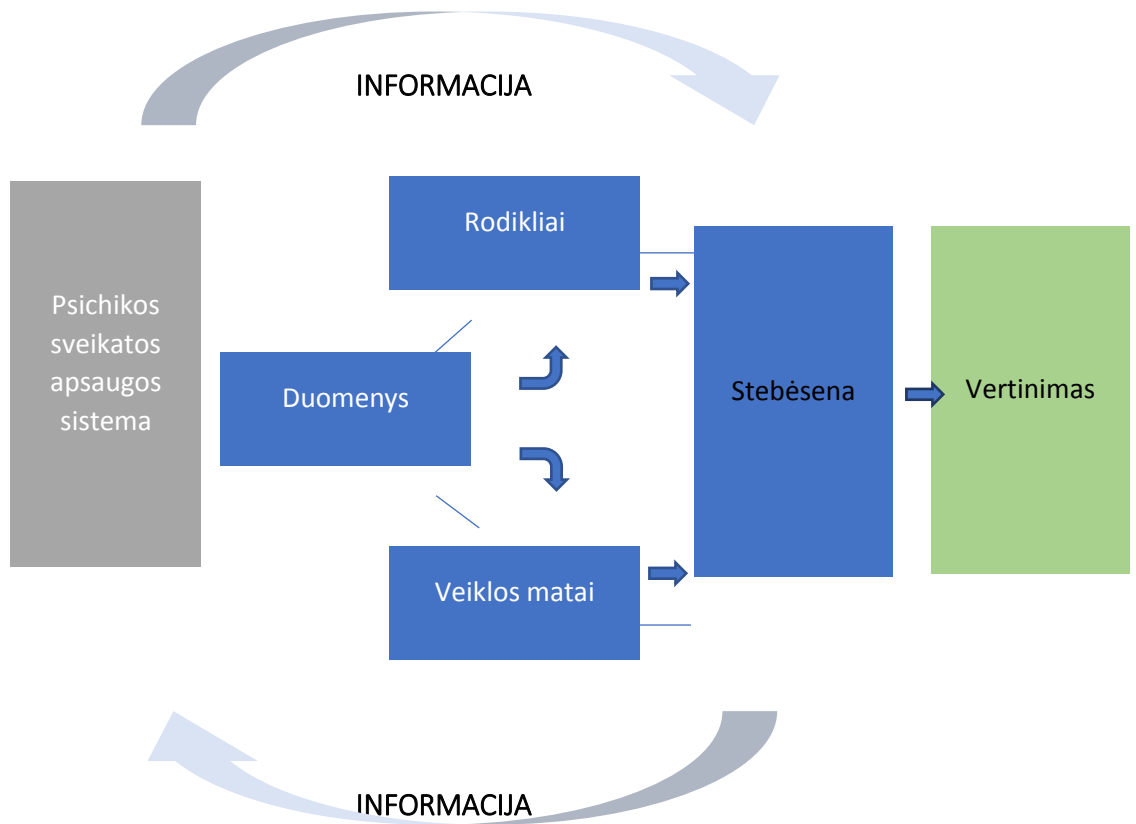 INFORMACIJA
Rodikliai
Psichikos
sveikatos
apsaugos
sistema
Duomenys
Stebėsena
Vertinimas
Veiklos matai
INFORMACIJA